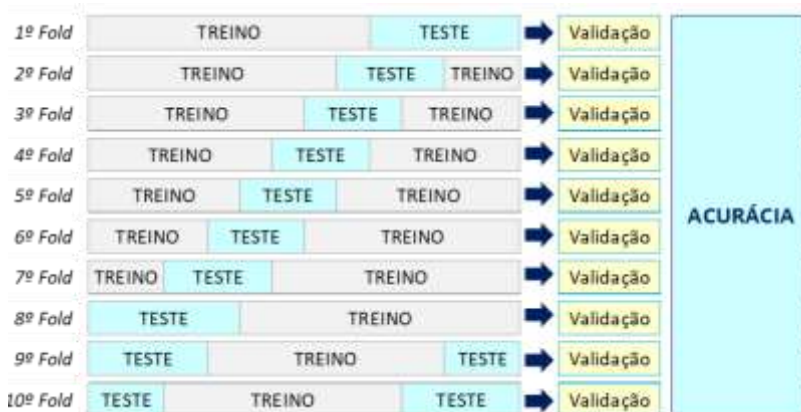 1º Fold TREINO TESTE Validação
2º Fold TREINO TESTE TREINO Validação
3º Fold TREINO TESTE TREINO Validação
4º Fold TREINO TESTE TREINO Validação
5º Fold TREINO TESTE TREINO Validação
6º Fold TREINO TESTE TREINO Validação
7º Fold TREINO TESTE TREINO Validação
8º Fold TESTE TREINO Validação
9º Fold TESTE TREINO TESTE Validação
10º Fold TESTE TREINO TESTE Validação
ACURÁCIA